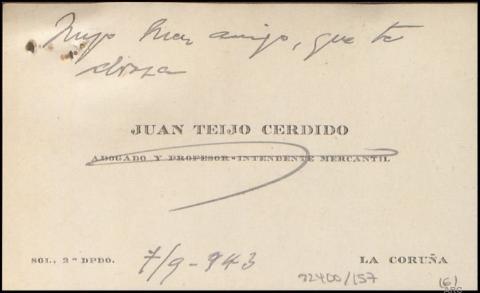 Muy buen amigo, que te
abraza
JUAN TEIJO CERDIDO
ABOGADO Y PROFESOR-INTENDENTE MERCANTIL
SOL, 2 º DPDO.
7/9-943
LA CORUÑA
22400/157
(6)